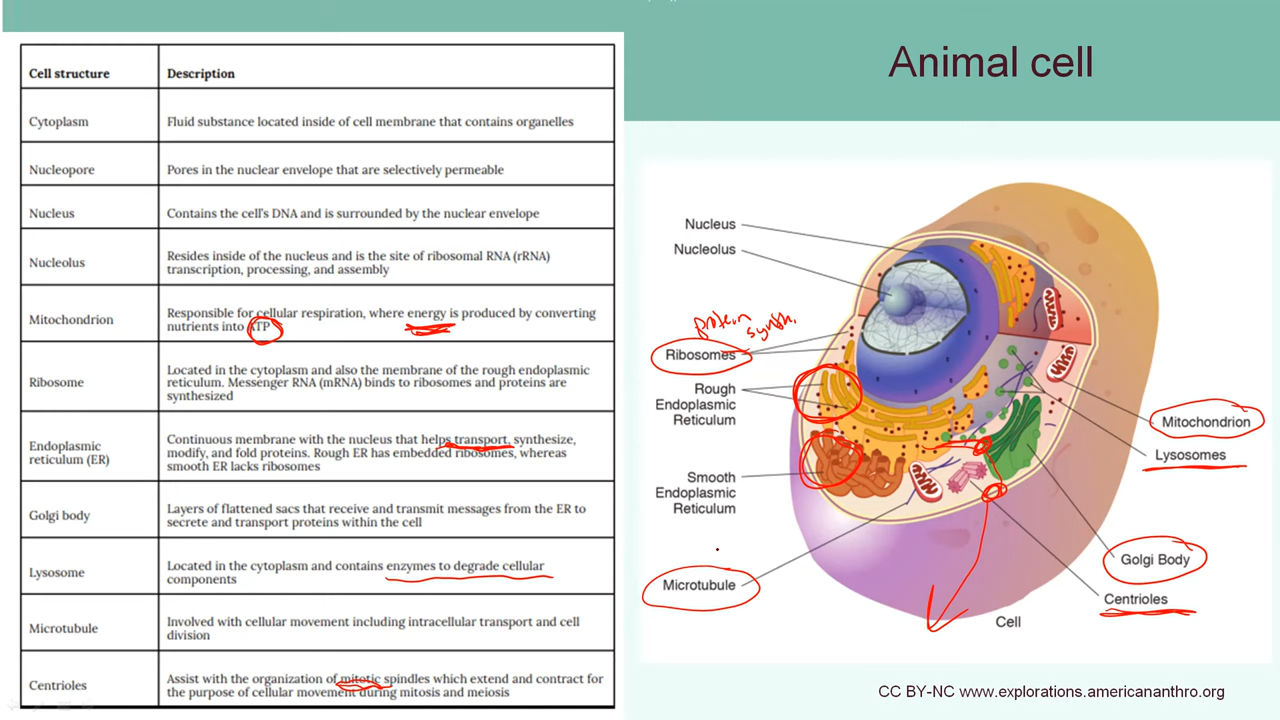 Cell structure Description
Cytoplasm Fluid substance located inside of cell membrane that contains organelles
Nucleopore Pores in the nuclear envelope that are selectively permeable
Nucleus Contains the cell's DNA and is surrounded by the nuclear envelope
Nucleolus Resides inside of the nucleus and is the site of ribosomal RNA (rRNA)
transcription, processing, and assembly
Mitochondrion Responsible for cellular respiration, where energy is produced by converting
nutrients into ATP
Ribosome Located in the cytoplasm and also the membrane of the rough endoplasmic
reticulum. Messenger RNA (mRNA) binds to ribosomes and proteins are
synthesized
Endoplasmic
reticulum (ER) Continuous membrane with the nucleus that helps transport, synthesize,
modify, and fold proteins. Rough ER has embedded ribosomes, whereas
smooth ER lacks ribosomes
Golgi body Layers of flattened sacs that receive and transmit messages from the ER to
secrete and transport proteins within the cell
Lysosome Located in the cytoplasm and contains enzymes to degrade cellular
components
Microtubule Involved with cellular movement including intracellular transport and cell
division
Centrioles Assist with the organization of mitotic spindles which extend and contract for
the purpose of cellular movement during mitosis and meiosis
Animal cell
Nucleus
Nucleolus
protein
synth.
Ribosomes
Rough
Endoplasmic
Reticulum
Smooth
Endoplasmic
Reticulum
Microtubule
Mitochondrion
Lysosomes
Golgi Body
Centrioles
Cell
CC BY-NC www.explorations.americananthro.org